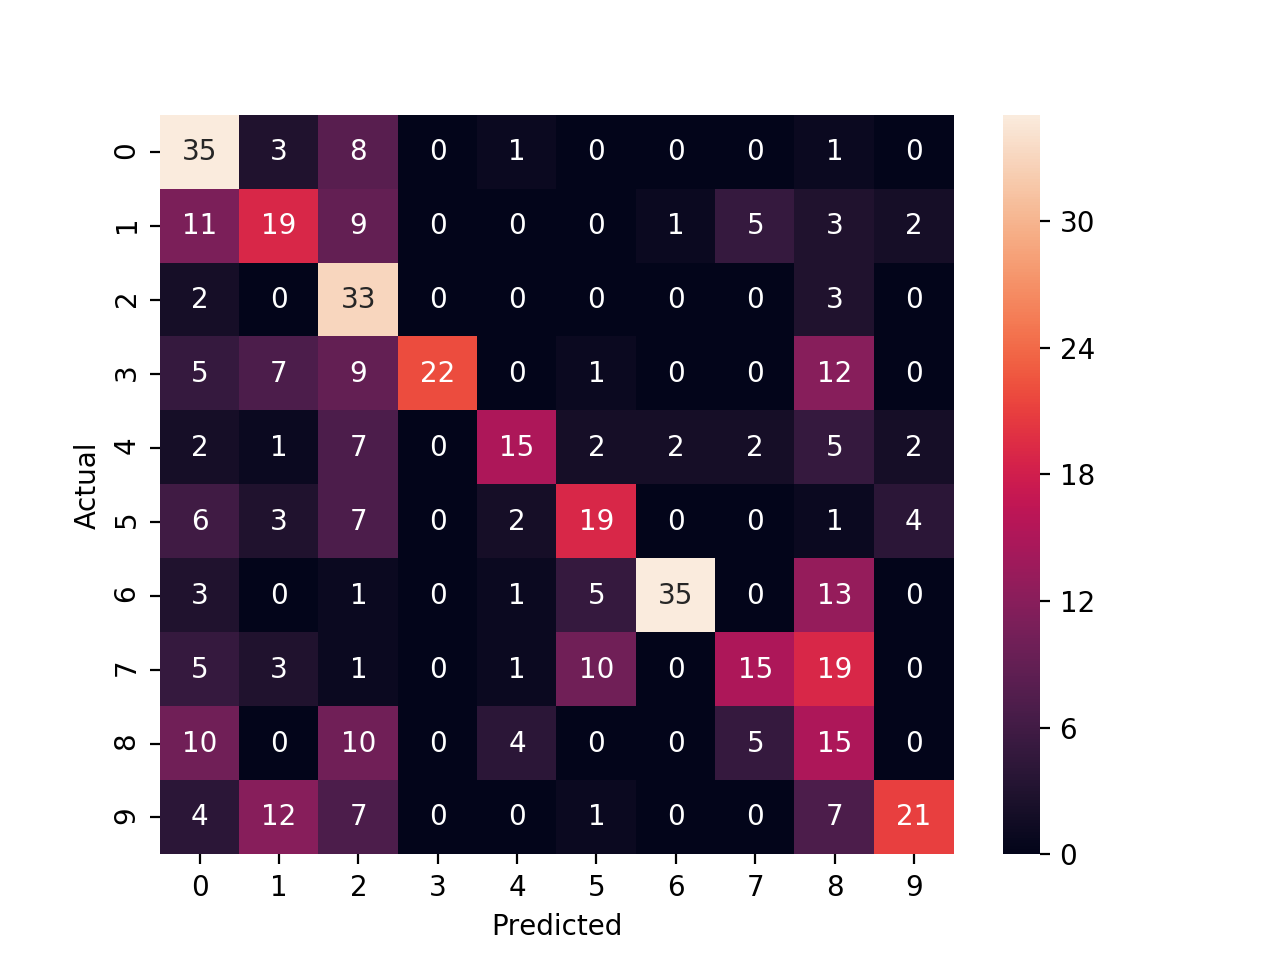 0 35 3 8 0 1 0 0 0 1 0
1 11 19 9 0 0 0 1 5 3 2 30
2 2 0 33 0 0 0 0 0 3 0
3 5 7 9 22 0 1 0 0 12 0 24
4 2 1 7 0 15 2 2 2 5 2 18
Actual
5 6 3 7 0 2 19 0 0 1 4
6 3 0 1 0 1 5 35 0 13 0 12
7 5 3 1 0 1 10 0 15 19 0
8 10 0 10 0 4 0 0 5 15 0 6
9 4 12 7 0 0 1 0 0 7 21 0
0 1 2 3 4 5 6 7 8 9
Predicted